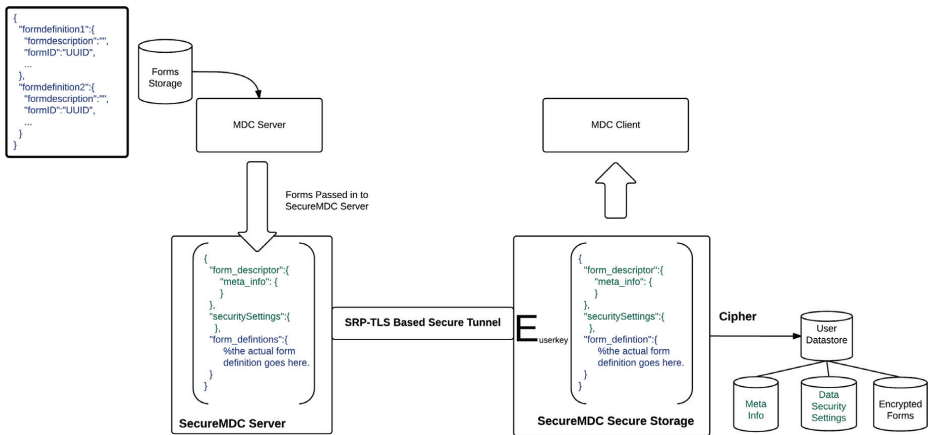 {
"formdefinition1":{
"formdescription":"",
"formID":"UUID",
...
},
"formdefinition2":{
"formdescription":"",
"formID":"UUID",
...
}
}
Forms
Storage
MDC Server
MDC Client
Forms Passed in to
SecureMDC Server
{
"form_descriptor":{
"meta_info": {
}
},
"securitySettings":{
},
"form_defintions":{
%the actual form
definition goes here.
}
}
SecureMDC Server
SRP-TLS Based Secure Tunnel
E userkey
{
"form_descriptor":{
"meta_info": {
}
},
"securitySettings":{
},
"form_defintion":{
%the actual form
definition goes here.
}
}
SecureMDC Secure Storage
Cipher
User
Datastore
Meta
Info
Data
Security
Settings
Encrypted
Forms